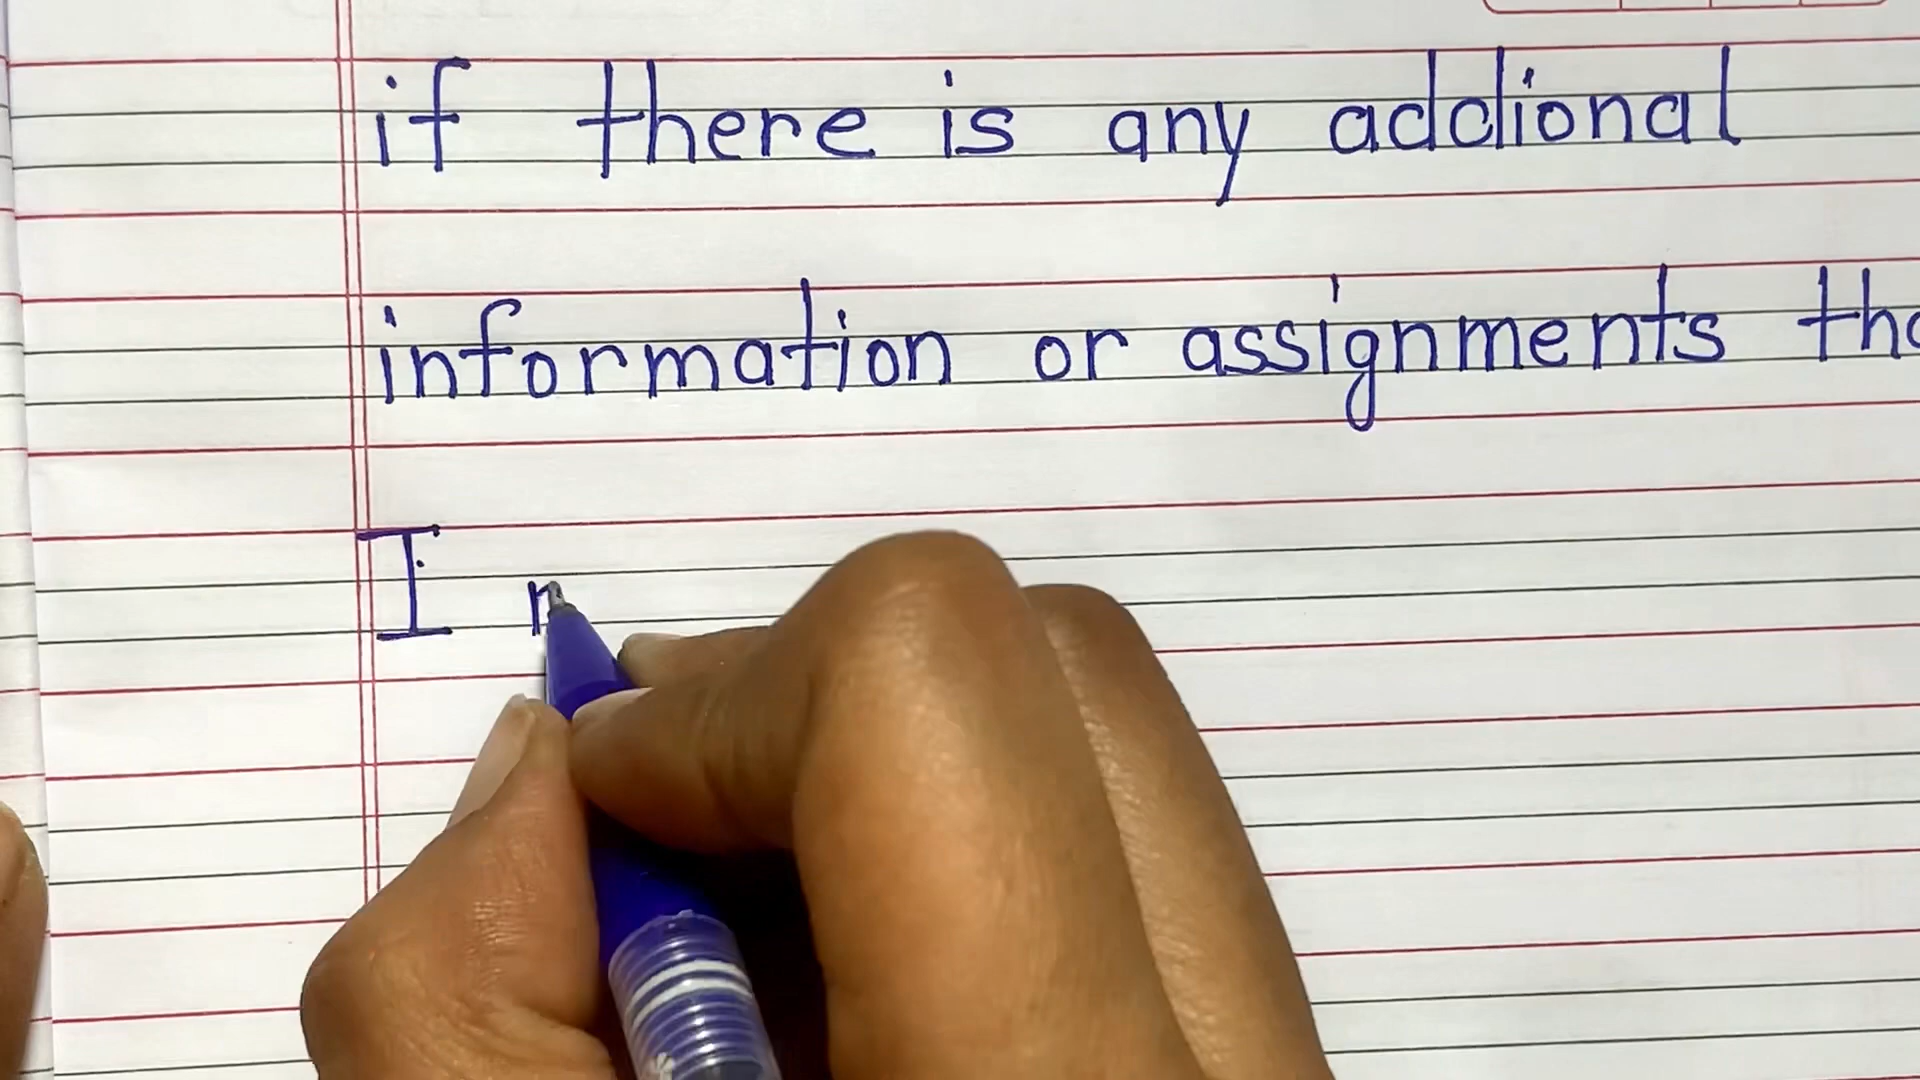 if there is any addional
information or assignments
I